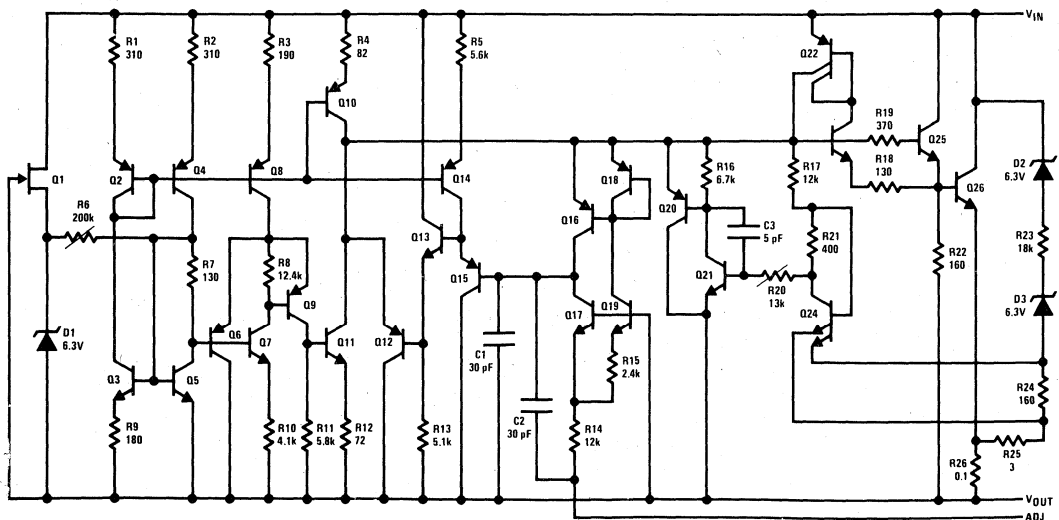 VIN
R1
310
R2
310
R3
190
R4
82
R5
5.6k
Q22
Q10
R19
370
R18
130
Q25
Q26
D2
6.3V
Q1
Q2
Q4
Q8
Q14
Q18
R16
6.7k
R17
12k
R6
200k
Q13
Q16
Q20
C3
5 pF
R21
400
R22
160
R23
18k
R7
130
R8
12.4k
Q15
Q21
R20
13k
D1
6.3V
Q9
Q6
Q7
Q11
Q12
Q17
Q19
Q24
D3
6.3V
Q3
Q5
C1
30 pF
R15
2.4k
R24
160
R9
180
R10
4.1k
R11
5.8k
R12
72
R13
5.1k
C2
30 pF
R14
12k
R26
0.1
R25
3
VOUT
ADJ